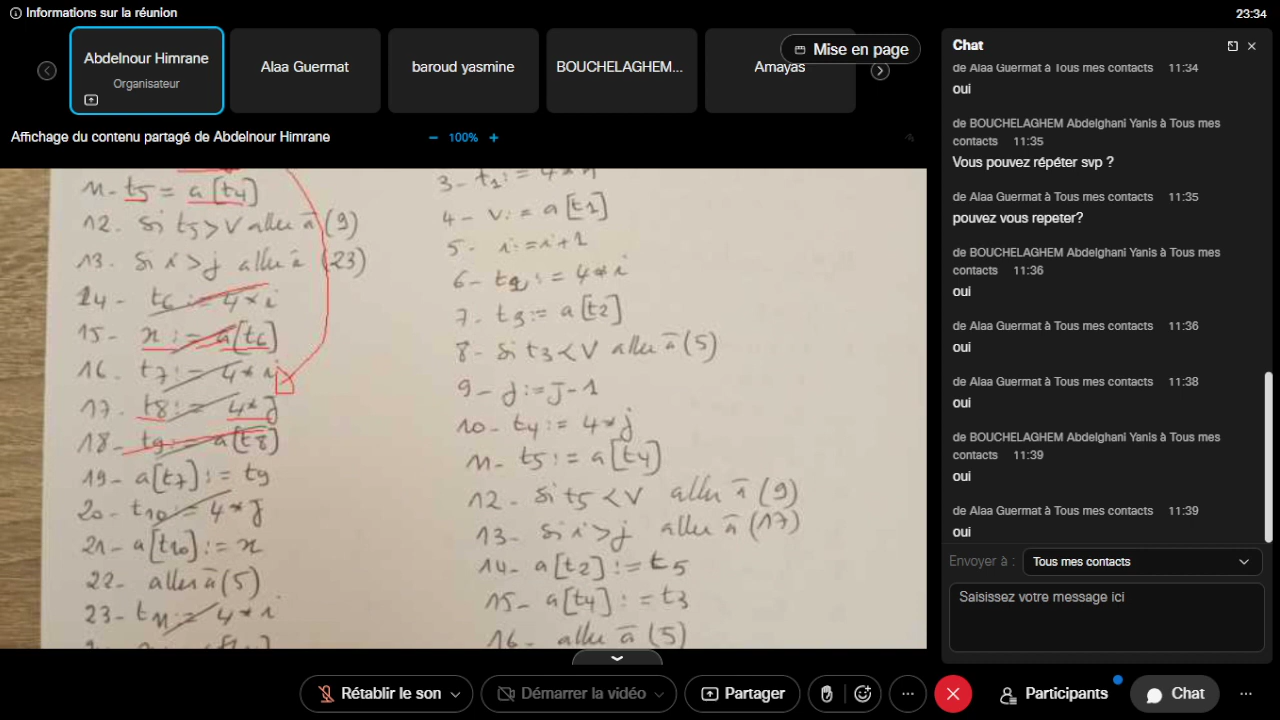 Informations sur la réunion
23:34
Abdelnour Himrane
Organisateur
Alaa Guermat
baroud yasmine
BOUCHELAGHEM...
Amayas
Mise en page
Affichage du contenu partagé de Abdelnour Himrane
− 100% +
11- t5 = a[t4]
12. Si t5 > V aller à (9)
13. Si i > j aller à (23)
14- t6 := 4 * i
15- x := a[t6]
16. t7 := 4 * i
17. t8 := 4 * j
18- t9 := a[t8]
19- a[t7] := t9
20- t10 := 4 * j
21- a[t10] := x
22- aller à (5)
23- t11 := 4 * i
3- t1 := 4 * n
4- V := a[t1]
5- i := i + 1
6- t2 := 4 * i
7- t3 := a[t2]
8- Si t3 < V aller à (5)
9- j := j - 1
10- t4 := 4 * j
11- t5 := a[t4]
12- Si t5 < V aller à (9)
13- Si i > j aller à (17)
14- a[t2] := t5
15- a[t4] := t3
16- aller à (5)
Chat
de Alaa Guermat à Tous mes contacts 11:34
oui
de BOUCHELAGHEM Abdelghani Yanis à Tous mes
contacts 11:35
Vous pouvez répéter svp ?
de Alaa Guermat à Tous mes contacts 11:35
pouvez vous repeter?
de BOUCHELAGHEM Abdelghani Yanis à Tous mes
contacts 11:36
oui
de Alaa Guermat à Tous mes contacts 11:36
oui
de Alaa Guermat à Tous mes contacts 11:38
oui
de BOUCHELAGHEM Abdelghani Yanis à Tous mes
contacts 11:39
oui
de Alaa Guermat à Tous mes contacts 11:39
oui
Envoyer à : Tous mes contacts
Saisissez votre message ici
Rétablir le son
Démarrer la vidéo
Partager
Participants
Chat